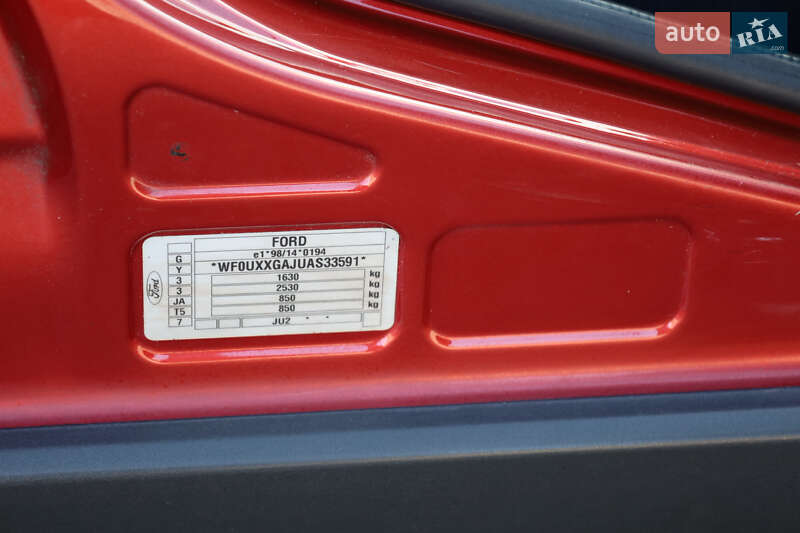 auto RIA
FORD
e1*98/14*0194
*WF0UXXGAJUAS33591*
1630 kg
2530 kg
850 kg
850 kg
JU2
G
Y
3
3
JA
T5
7
Ford